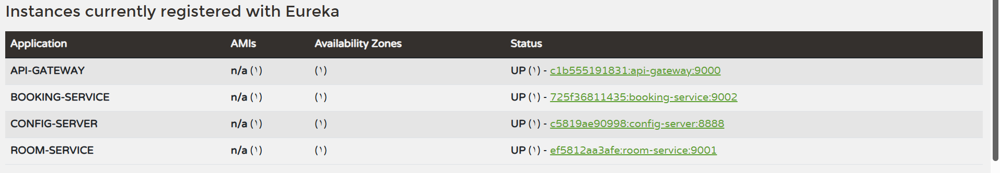 Instances currently registered with Eureka
Application AMIs Availability Zones Status
API-GATEWAY n/a (١) (١) UP (١) - c1b555191831:api-gateway:9000
BOOKING-SERVICE n/a (١) (١) UP (١) - 725f36811435:booking-service:9002
CONFIG-SERVER n/a (١) (١) UP (١) - c5819ae90998:config-server:8888
ROOM-SERVICE n/a (١) (١) UP (١) - ef5812aa3afe:room-service:9001